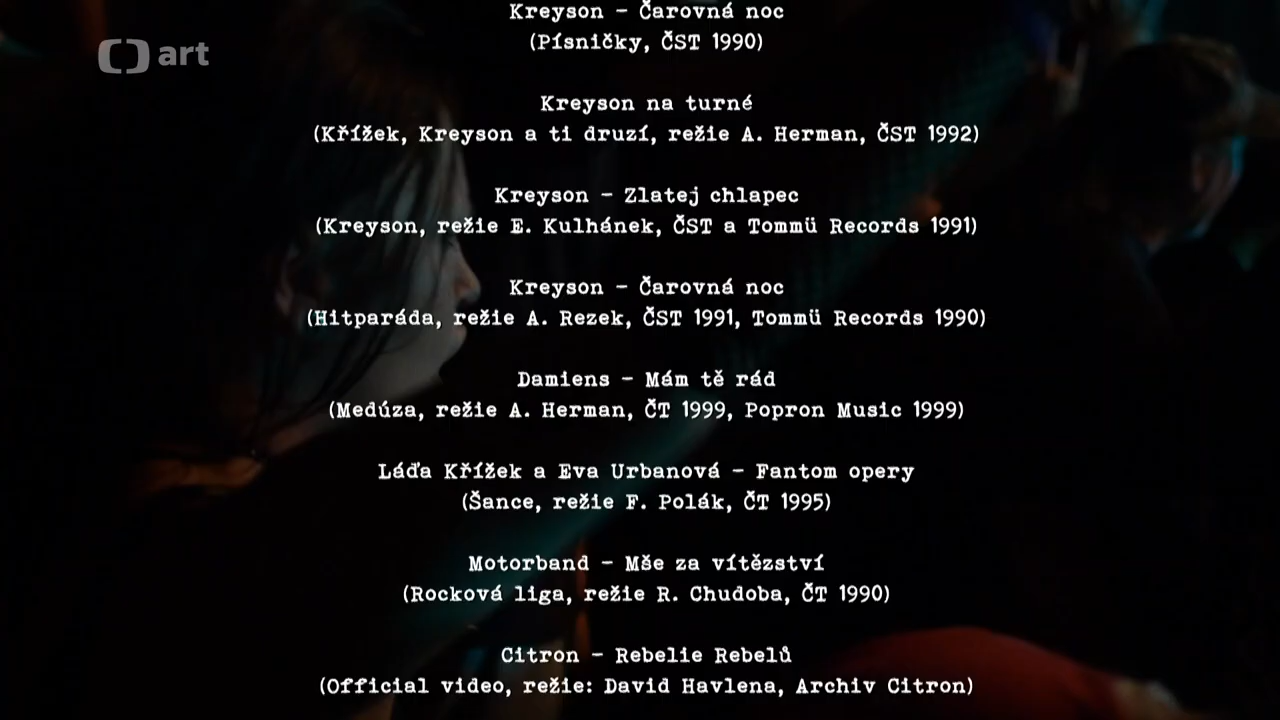 art
Kreyson – Čarovná noc
(Písničky, ČST 1990)
Kreyson na turné
(Křížek, Kreyson a ti druzí, režie A. Herman, ČST 1992)
Kreyson – Zlatej chlapec
(Kreyson, režie E. Kulhánek, ČST a Tommü Records 1991)
Kreyson – Čarovná noc
(Hitparáda, režie A. Rezek, ČST 1991, Tommü Records 1990)
Damiens – Mám tě rád
(Medúza, režie A. Herman, ČT 1999, Popron Music 1999)
Láďa Křížek a Eva Urbanová – Fantom opery
(Šance, režie F. Polák, ČT 1995)
Motorband – Mše za vítězství
(Rocková liga, režie R. Chudoba, ČT 1990)
Citron – Rebelie Rebelů
(Official video, režie: David Havlena, Archiv Citron)